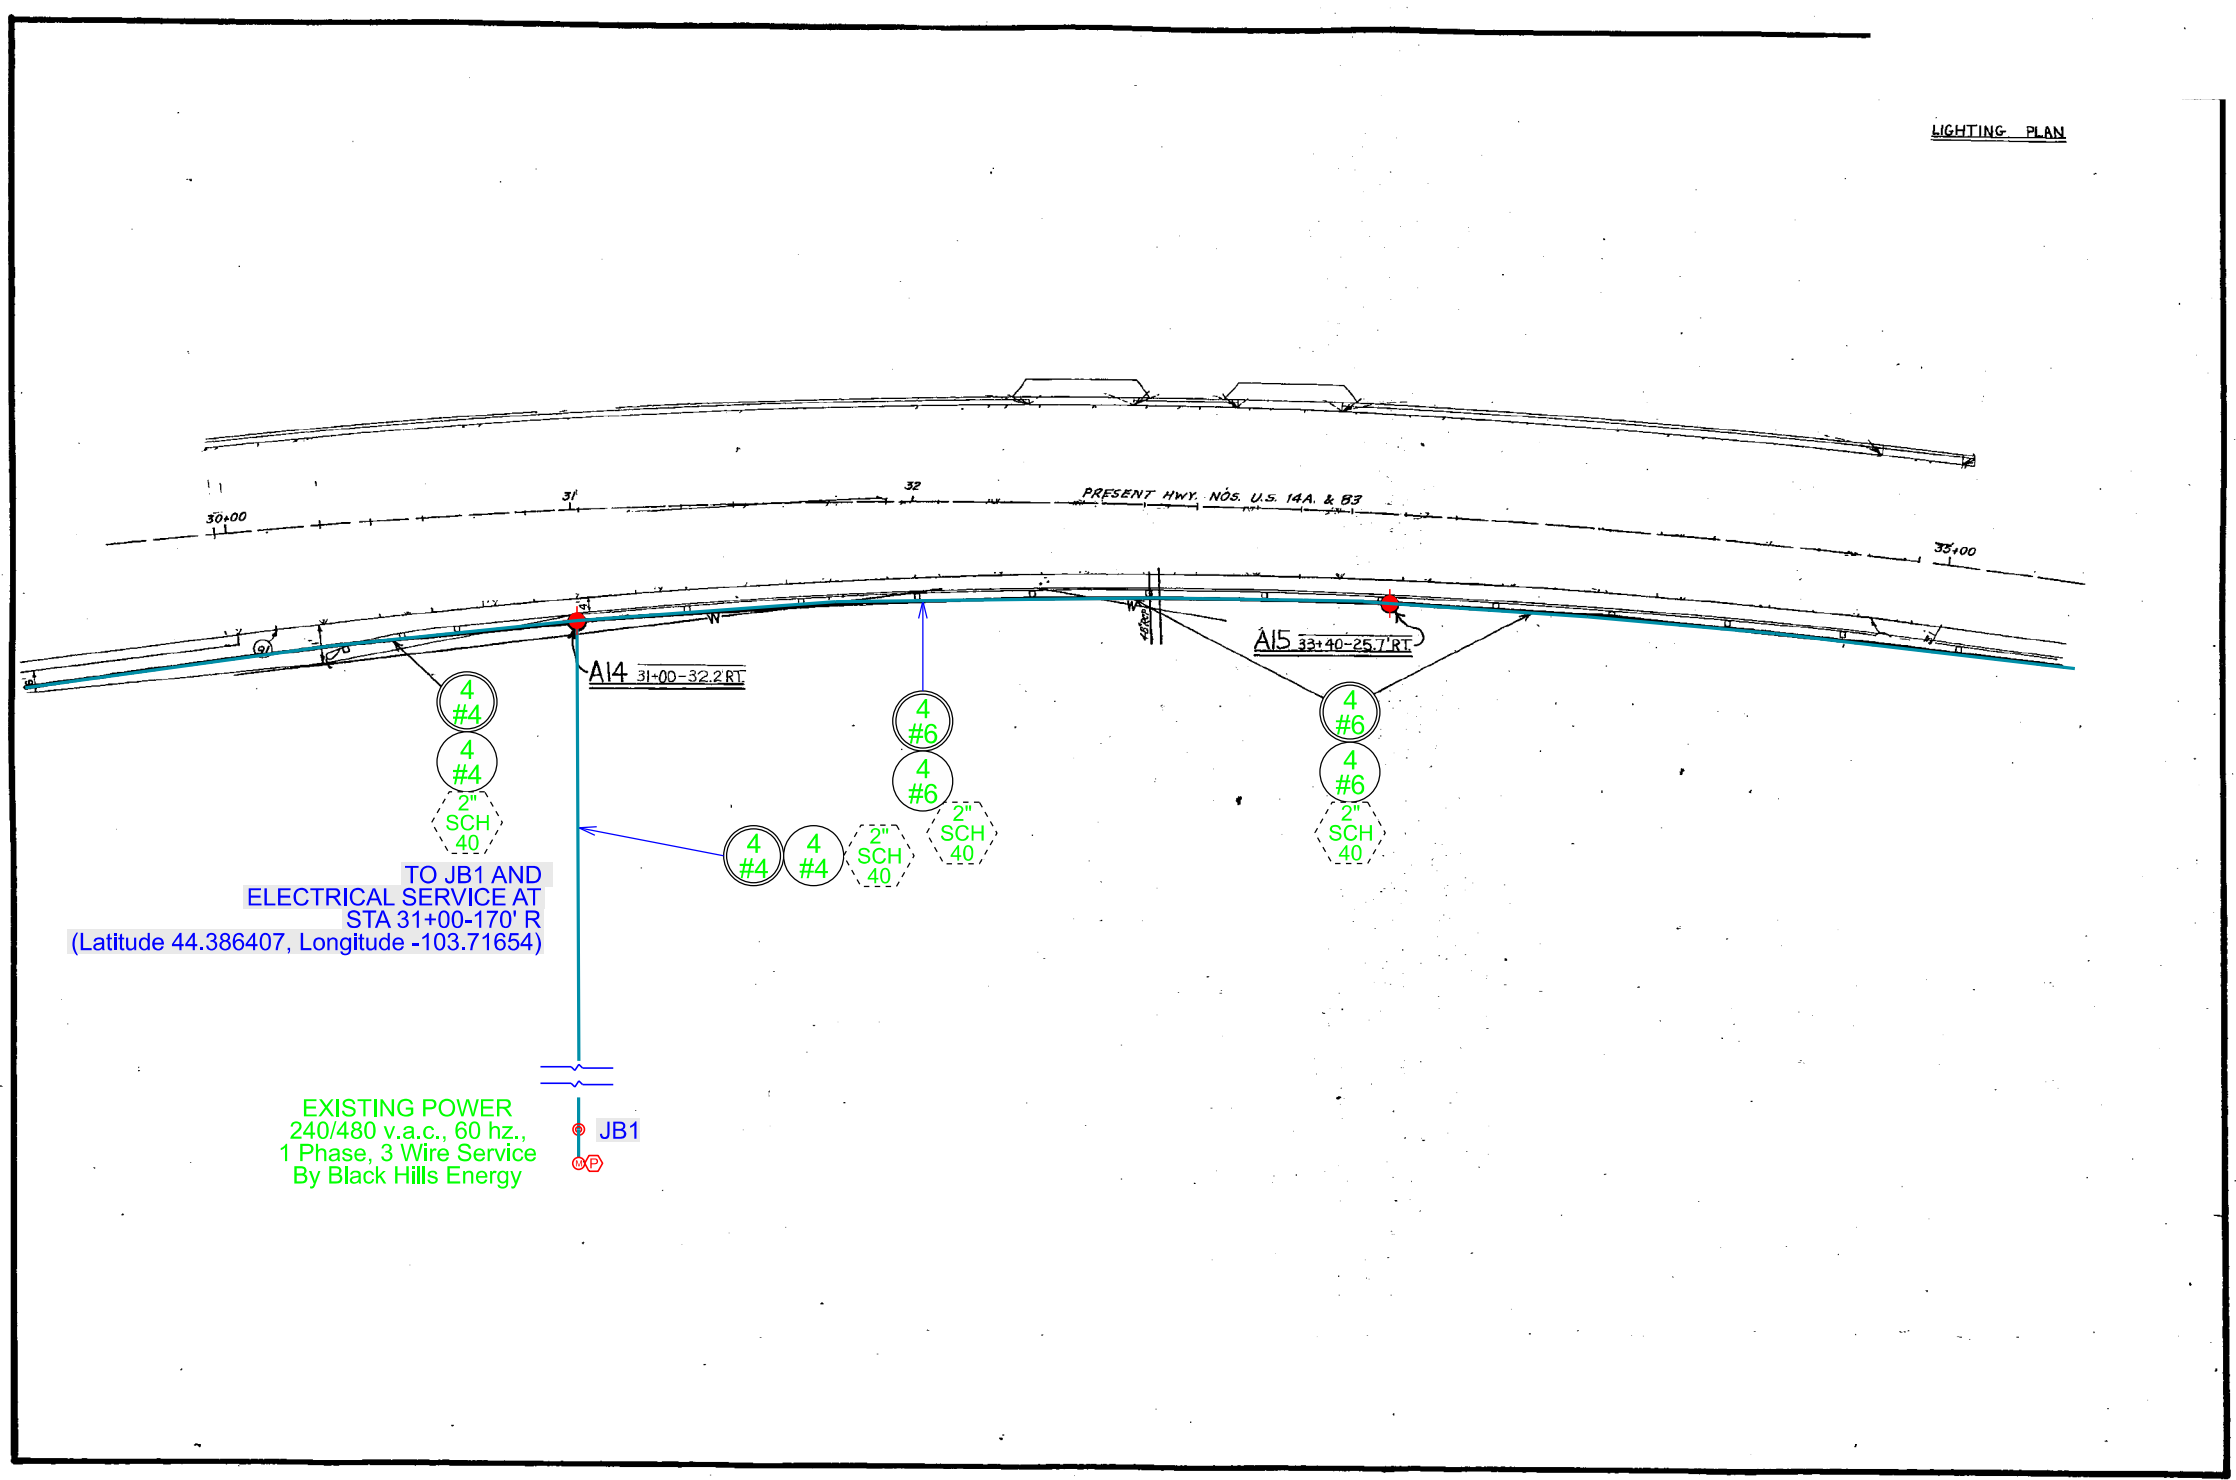 LIGHTING PLAN
30+00
31
32
PRESENT HWY. NOS. U.S. 14A. & 83
35+00
W
W
A14 31+00-32.2'RT
A15 33+40-25.7'RT.
4
#4
4
#4
2"
SCH
40
4
#6
4
#6
2"
SCH
40
4
#6
4
#6
2"
SCH
40
4
#4
4
#4
2"
SCH
40
TO JB1 AND
ELECTRICAL SERVICE AT
STA 31+00-170' R
(Latitude 44.386407, Longitude -103.71654)
EXISTING POWER
240/480 v.a.c., 60 hz.,
1 Phase, 3 Wire Service
By Black Hills Energy
JB1
M
P